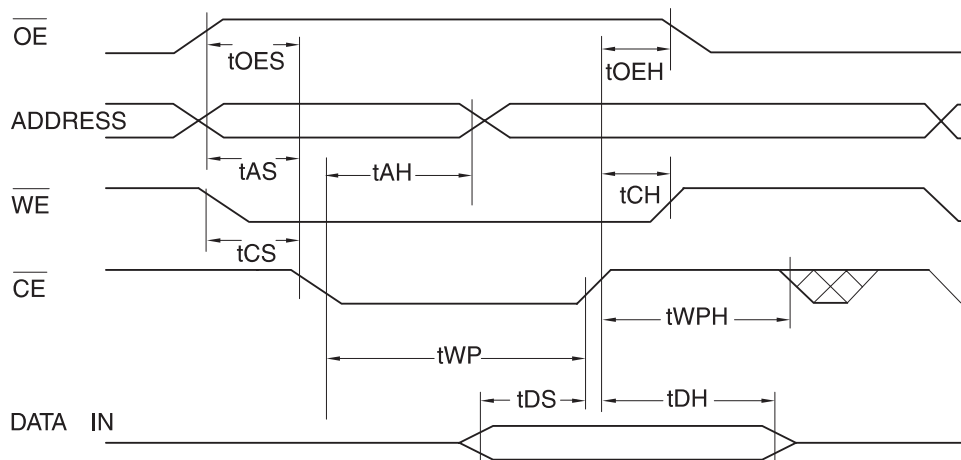 OE
tOES
tOEH
ADDRESS
tAS
tAH
tCH
WE
tCS
CE
tWPH
tWP
tDS
tDH
DATA IN